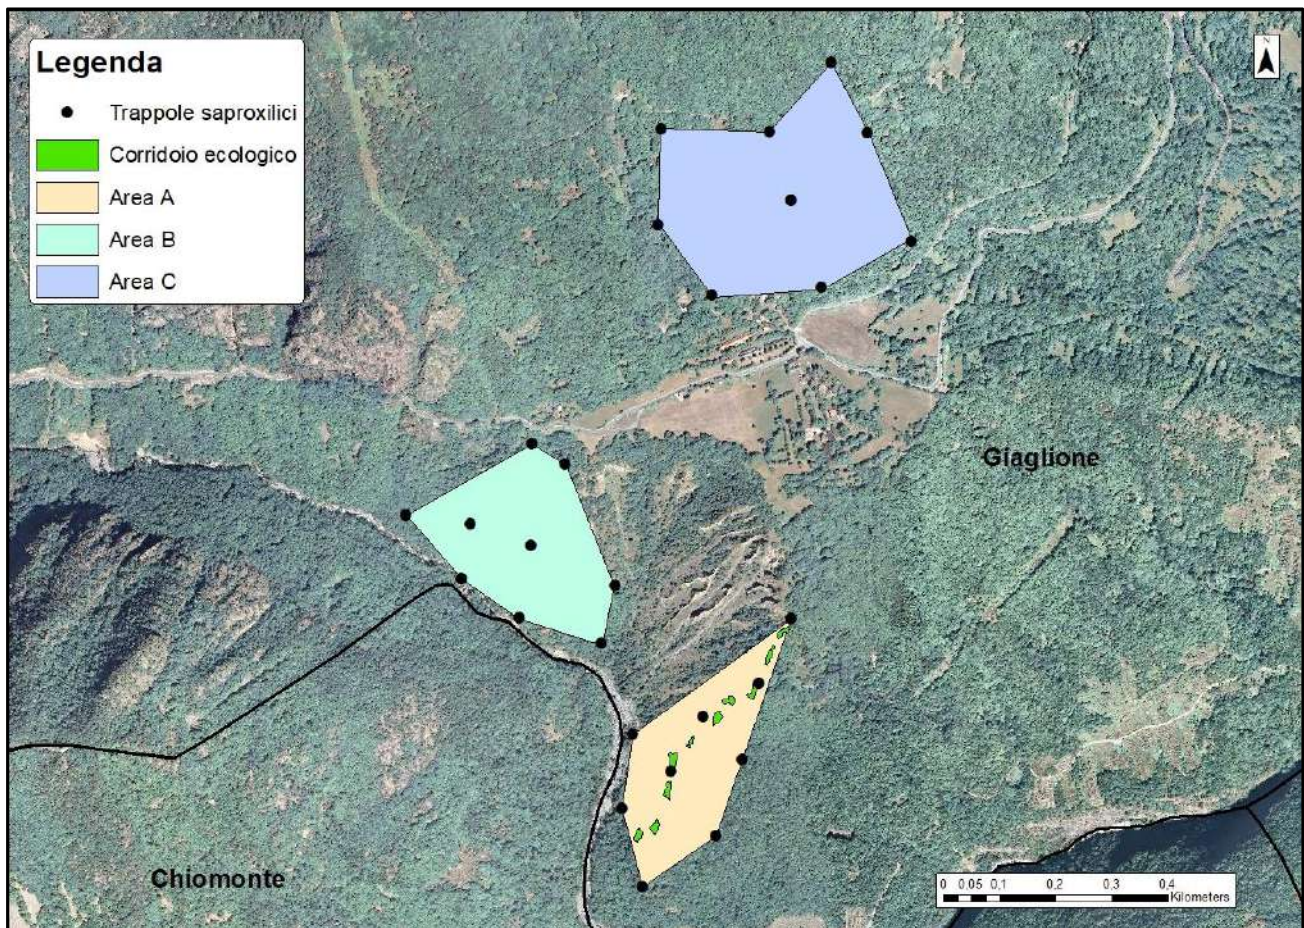 Legenda
Trappole saproxilici
Corridoio ecologico
Area A
Area B
Area C
N
Giaglione
Chiomonte
0 0,05 0,1 0,2 0,3 0,4
Kilometers